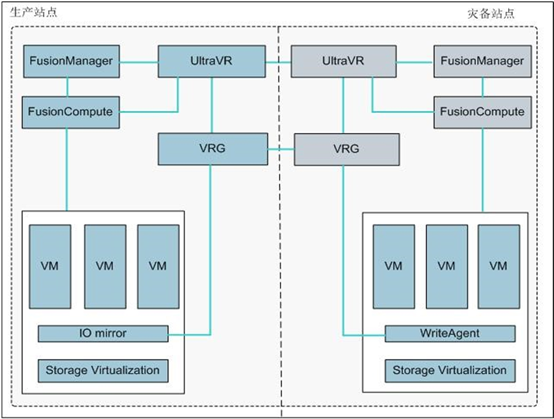 生产站点
灾备站点
FusionManager
UltraVR
UltraVR
FusionManager
FusionCompute
FusionCompute
VRG
VRG
VM
VM
VM
VM
VM
VM
IO mirror
WriteAgent
Storage Virtualization
Storage Virtualization